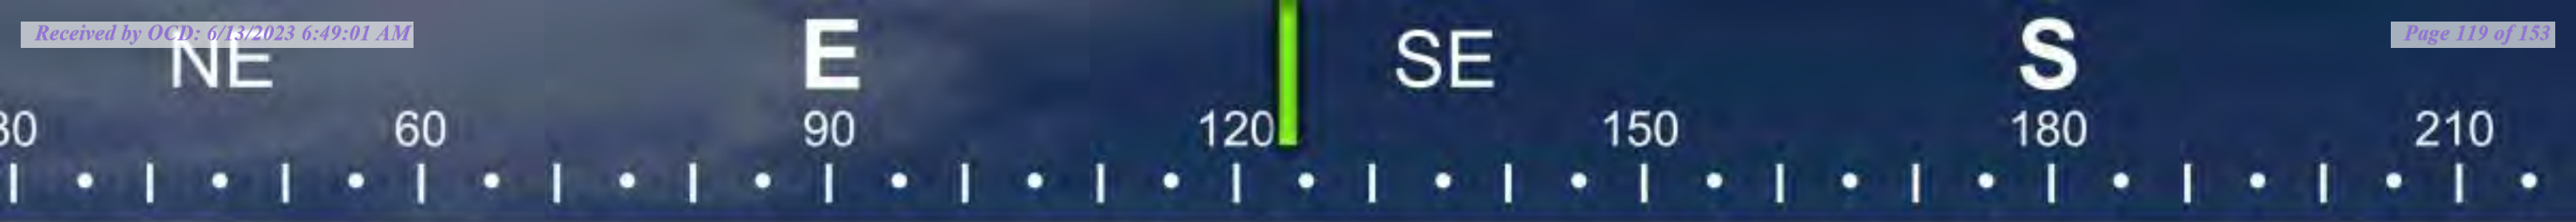 Received by OCD: 6/13/2023 6:49:01 AM
Page 119 of 153
NE E SE S
30 60 90 120 150 180 210